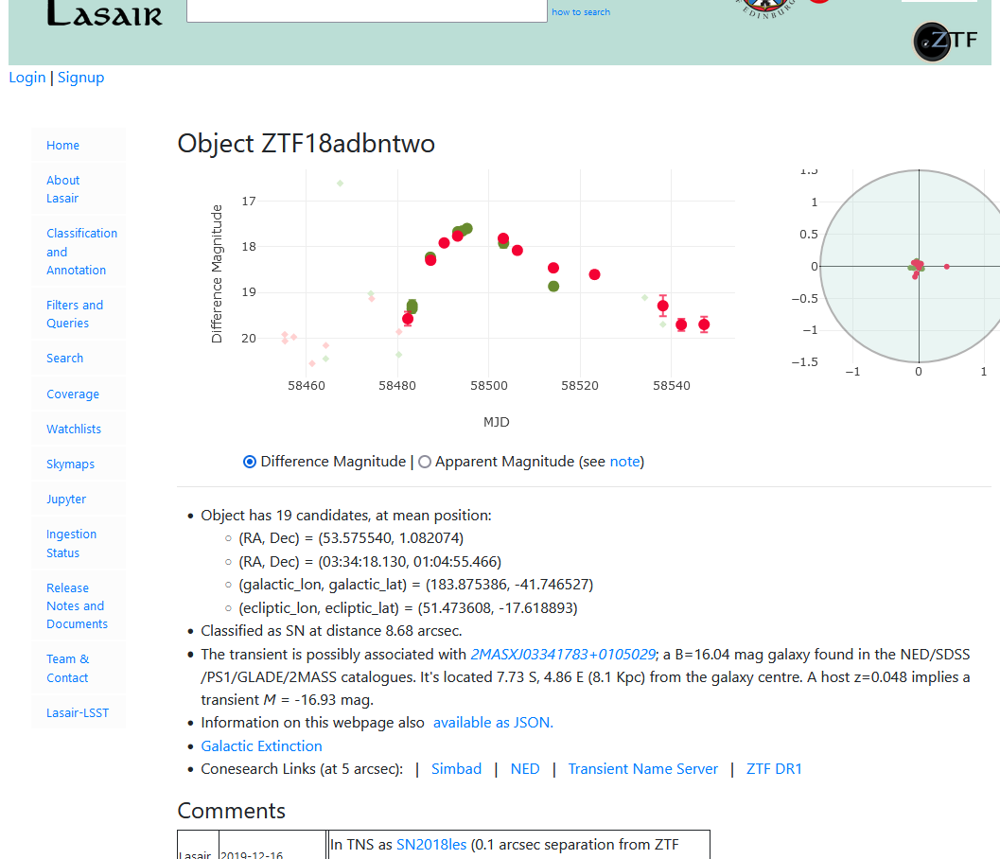 Lasair
how to search
F EDINBURG
ZTF
Login | Signup
Home
About
Lasair
Classification
and
Annotation
Filters and
Queries
Search
Coverage
Watchlists
Skymaps
Jupyter
Ingestion
Status
Release
Notes and
Documents
Team &
Contact
Lasair-LSST
Object ZTF18adbntwo
Difference Magnitude
17
18
19
20
58460 58480 58500 58520 58540
MJD
1.5
1
0.5
0
−0.5
−1
−1.5
−1 0 1
Difference Magnitude | Apparent Magnitude (see note)
• Object has 19 candidates, at mean position:
○ (RA, Dec) = (53.575540, 1.082074)
○ (RA, Dec) = (03:34:18.130, 01:04:55.466)
○ (galactic_lon, galactic_lat) = (183.875386, -41.746527)
○ (ecliptic_lon, ecliptic_lat) = (51.473608, -17.618893)
• Classified as SN at distance 8.68 arcsec.
• The transient is possibly associated with 2MASXJ03341783+0105029; a B=16.04 mag galaxy found in the NED/SDSS
/PS1/GLADE/2MASS catalogues. It's located 7.73 S, 4.86 E (8.1 Kpc) from the galaxy centre. A host z=0.048 implies a
transient M = -16.93 mag.
• Information on this webpage also available as JSON.
• Galactic Extinction
• Conesearch Links (at 5 arcsec): | Simbad | NED | Transient Name Server | ZTF DR1
Comments
In TNS as SN2018les (0.1 arcsec separation from ZTF
Lasair 2019-12-16